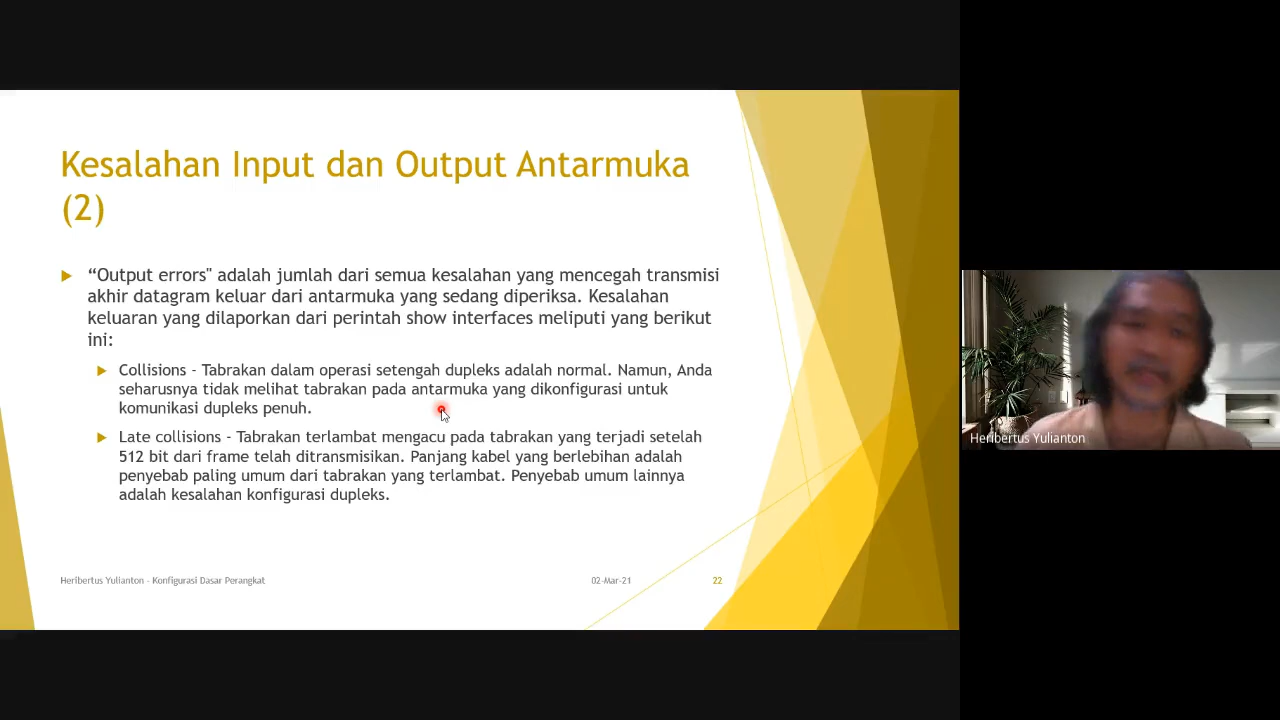 Kesalahan Input dan Output Antarmuka
(2)
“Output errors" adalah jumlah dari semua kesalahan yang mencegah transmisi
akhir datagram keluar dari antarmuka yang sedang diperiksa. Kesalahan
keluaran yang dilaporkan dari perintah show interfaces meliputi yang berikut
ini:
Collisions - Tabrakan dalam operasi setengah dupleks adalah normal. Namun, Anda
seharusnya tidak melihat tabrakan pada antarmuka yang dikonfigurasi untuk
komunikasi dupleks penuh.
Late collisions - Tabrakan terlambat mengacu pada tabrakan yang terjadi setelah
512 bit dari frame telah ditransmisikan. Panjang kabel yang berlebihan adalah
penyebab paling umum dari tabrakan yang terlambat. Penyebab umum lainnya
adalah kesalahan konfigurasi dupleks.
Heribertus Yulianton - Konfigurasi Dasar Perangkat
02-Mar-21
22
Heribertus Yulianton